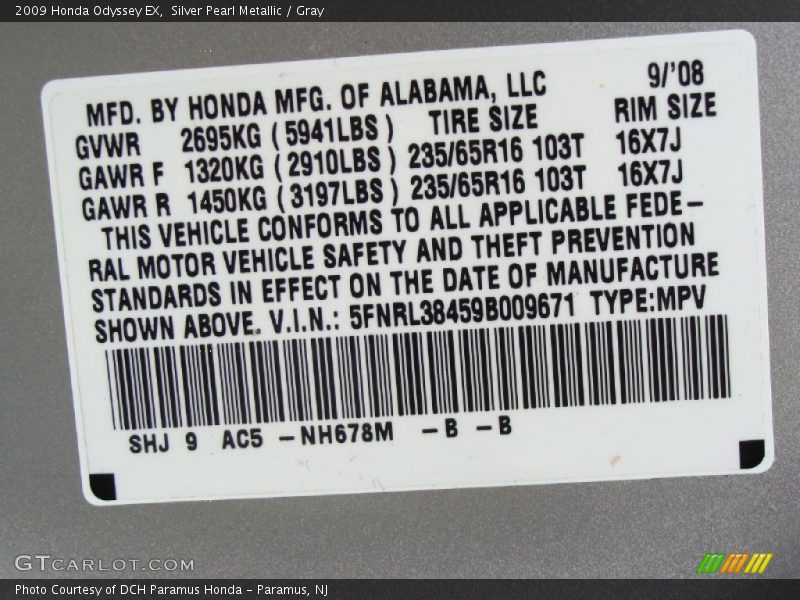 2009 Honda Odyssey EX, Silver Pearl Metallic / Gray
MFD. BY HONDA MFG. OF ALABAMA, LLC 9/'08
GVWR 2695KG (5941LBS) TIRE SIZE RIM SIZE
GAWR F 1320KG (2910LBS) 235/65R16 103T 16X7J
GAWR R 1450KG (3197LBS) 235/65R16 103T 16X7J
THIS VEHICLE CONFORMS TO ALL APPLICABLE FEDE-
RAL MOTOR VEHICLE SAFETY AND THEFT PREVENTION
STANDARDS IN EFFECT ON THE DATE OF MANUFACTURE
SHOWN ABOVE. V.I.N.: 5FNRL38459B009671 TYPE:MPV
SHJ 9 AC5 -NH678M -B -B
GTCARLOT.COM
Photo Courtesy of DCH Paramus Honda - Paramus, NJ